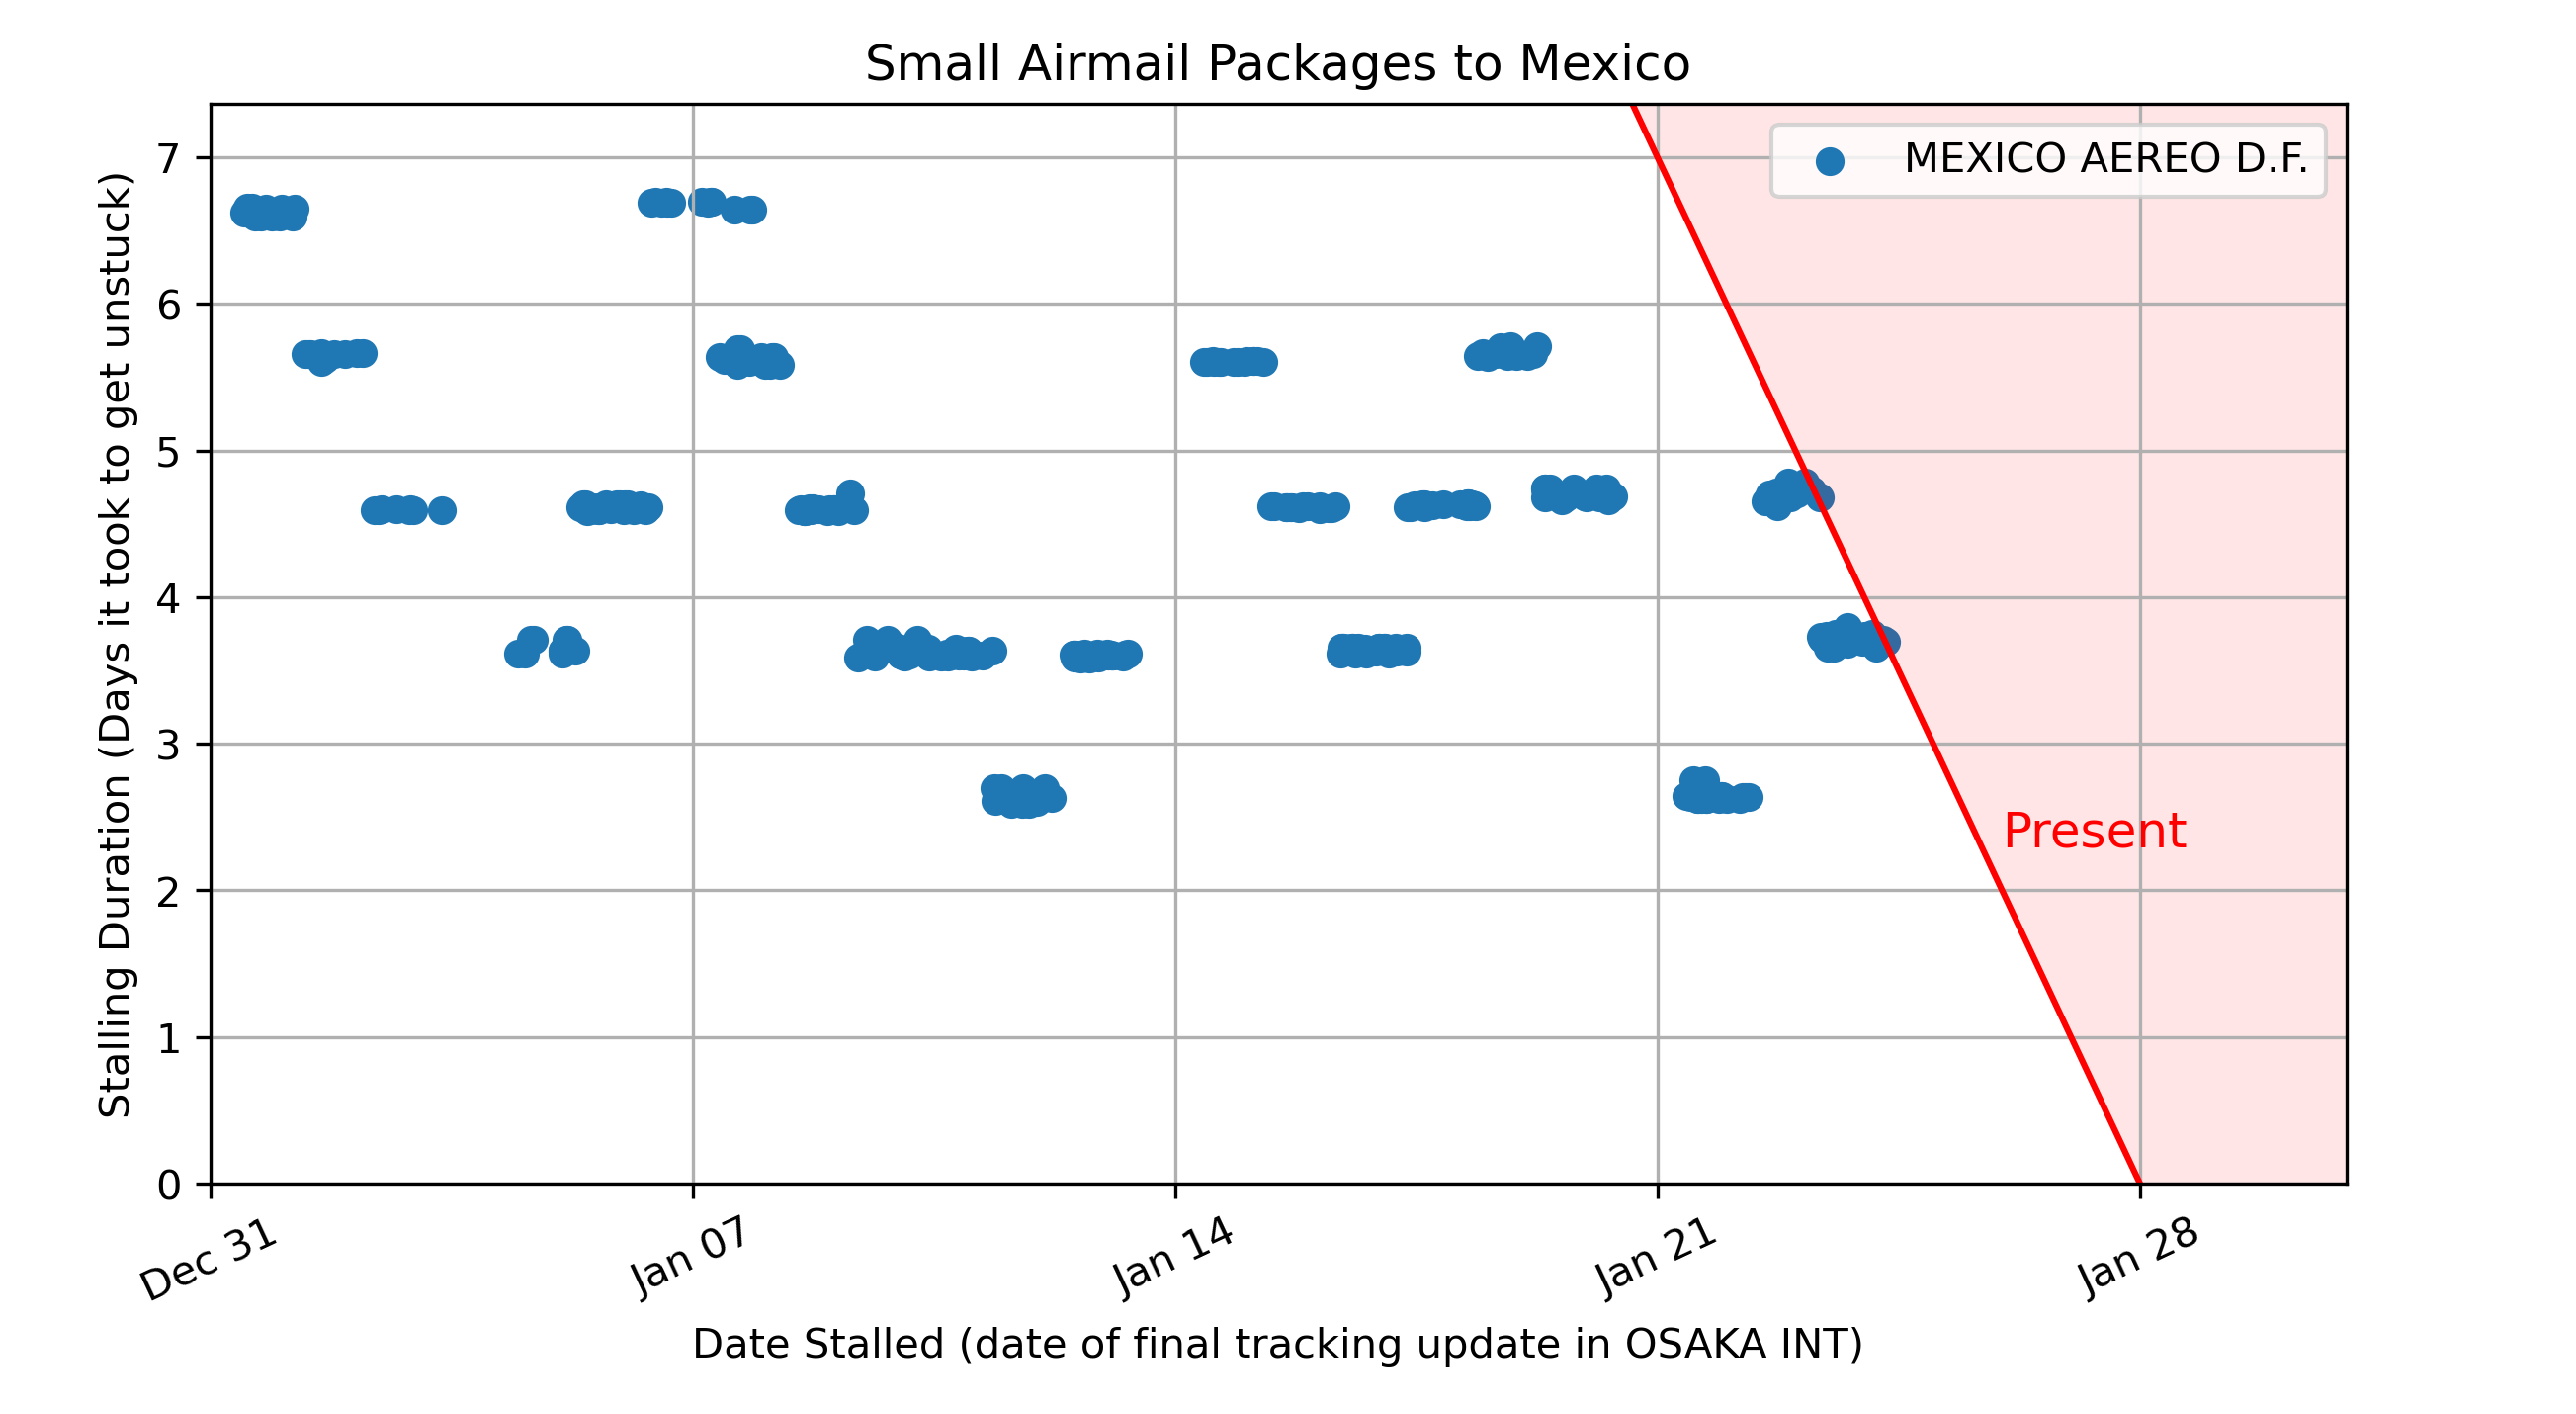 Small Airmail Packages to Mexico
MEXICO AEREO D.F.
Stalling Duration (Days it took to get unstuck)
7
6
5
4
3
2
1
0
Present
Dec 31
Jan 07
Jan 14
Jan 21
Jan 28
Date Stalled (date of final tracking update in OSAKA INT)